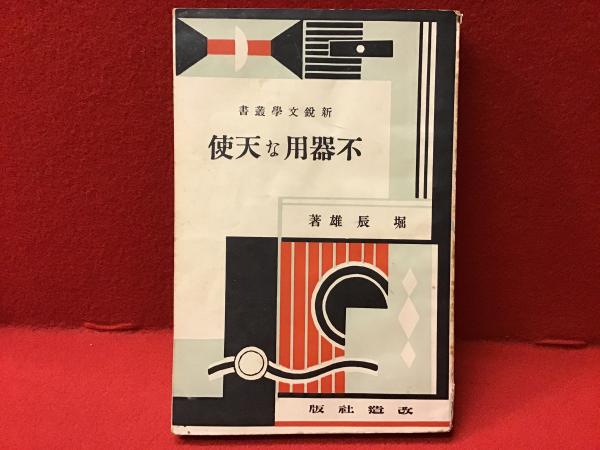 新鋭文學叢書
不器用な天使
堀辰雄著
改造社版